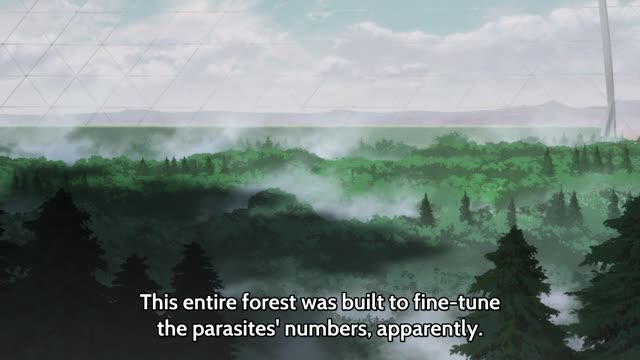 This entire forest was built to fine-tune
the parasites' numbers, apparently.